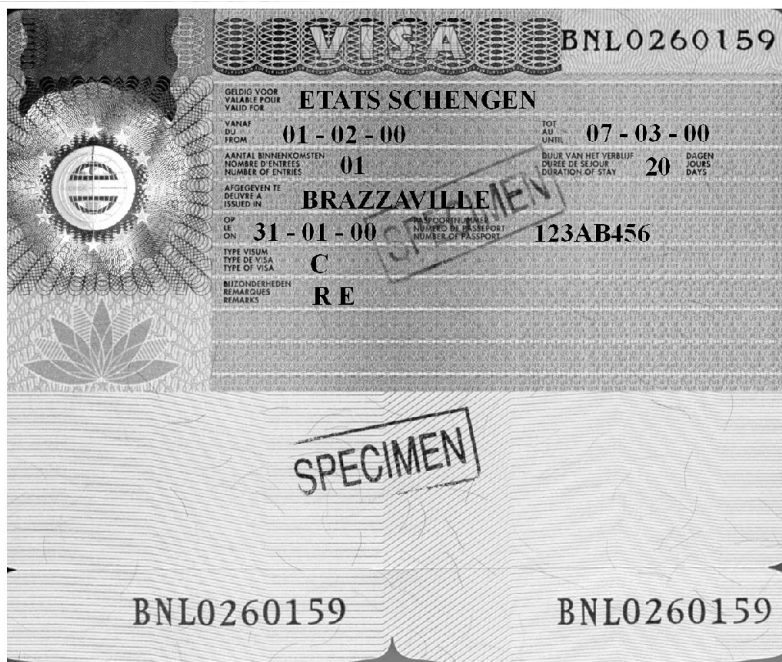 VISA BNL0260159
GELDIG VOOR
VALABLE POUR
VALID FOR
ETATS SCHENGEN
VANAF
DU
FROM
01 - 02 - 00
TOT
AU
UNTIL
07 - 03 - 00
AANTAL BINNENKOMSTEN
NOMBRE D'ENTREES
NUMBER OF ENTRIES
01
DUUR VAN HET VERBLIJF
DUREE DE SEJOUR
DURATION OF STAY
20
DAGEN
JOURS
DAYS
AFGEGEVEN TE
DELIVRE A
ISSUED IN
BRAZZAVILLE
OP
LE
ON
31 - 01 - 00
PASPOORTNUMMER
NUMERO DE PASSEPORT
NUMBER OF PASSPORT
123AB456
SPECIMEN
TYPE VISUM
TYPE DE VISA
TYPE OF VISA
C
BIJZONDERHEDEN
REMARQUES
REMARKS
R E
SPECIMEN
BNL0260159 BNL0260159